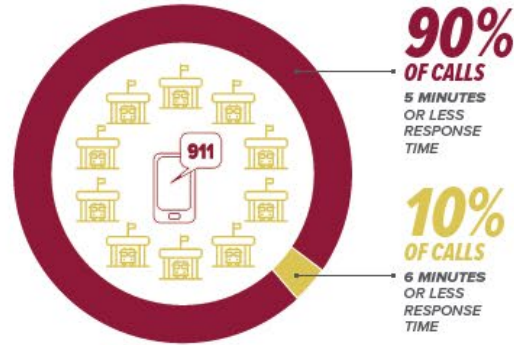 911
90%
OF CALLS
5 MINUTES
OR LESS
RESPONSE
TIME
10%
OF CALLS
6 MINUTES
OR LESS
RESPONSE
TIME